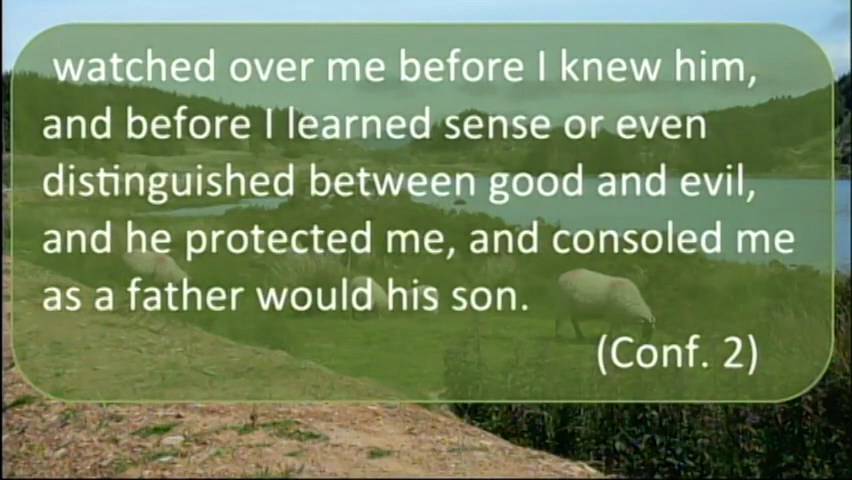 watched over me before I knew him,
and before I learned sense or even
distinguished between good and evil,
and he protected me, and consoled me
as a father would his son.
(Conf. 2)